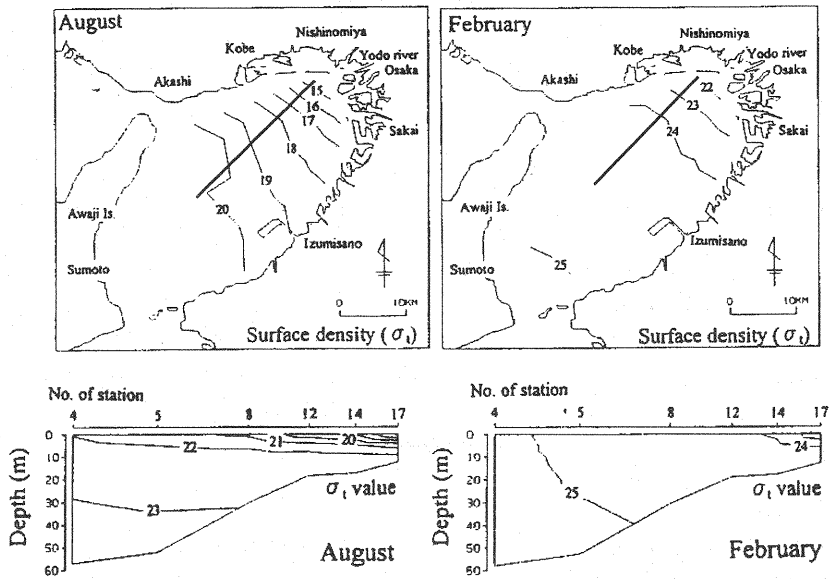 August
Nishinomiya
Kobe
Yodo river
Akashi
Osaka
15
16
17
Sakai
18
19
20
Awaji Is.
Izumisano
Sumoto
0 10KM
Surface density (σt)
February
Nishinomiya
Kobe
Yodo river
Akashi
Osaka
22
23
Sakai
24
Awaji Is.
Izumisano
25
Sumoto
0 10KM
Surface density (σt)
No. of station
4 5 8 12 14 17
Depth (m)
0
10
20
30
40
50
60
22 21 20
23
σt value
August
No. of station
4 5 8 12 14 17
Depth (m)
0
10
20
30
40
50
60
24
25
σt value
February